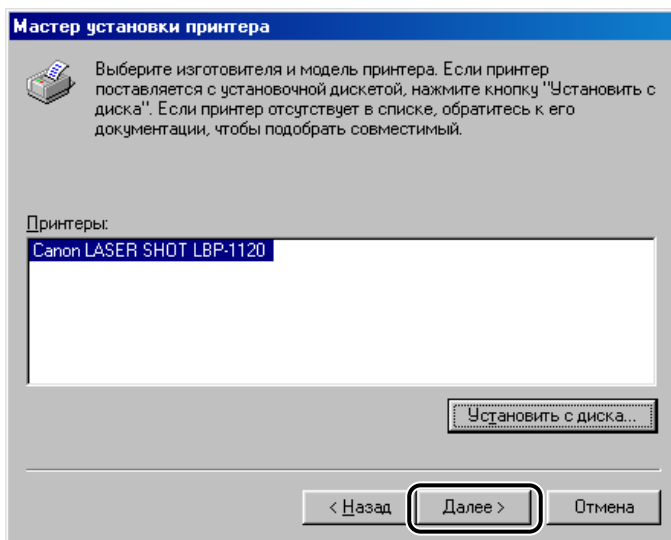 Мастер установки принтера
Выберите изготовителя и модель принтера. Если принтер
поставляется с установочной дискетой, нажмите кнопку "Установить с
диска". Если принтер отсутствует в списке, обратитесь к его
документации, чтобы подобрать совместимый.
Принтеры:
Canon LASER SHOT LBP-1120
Установить с диска...
< Назад Далее > Отмена